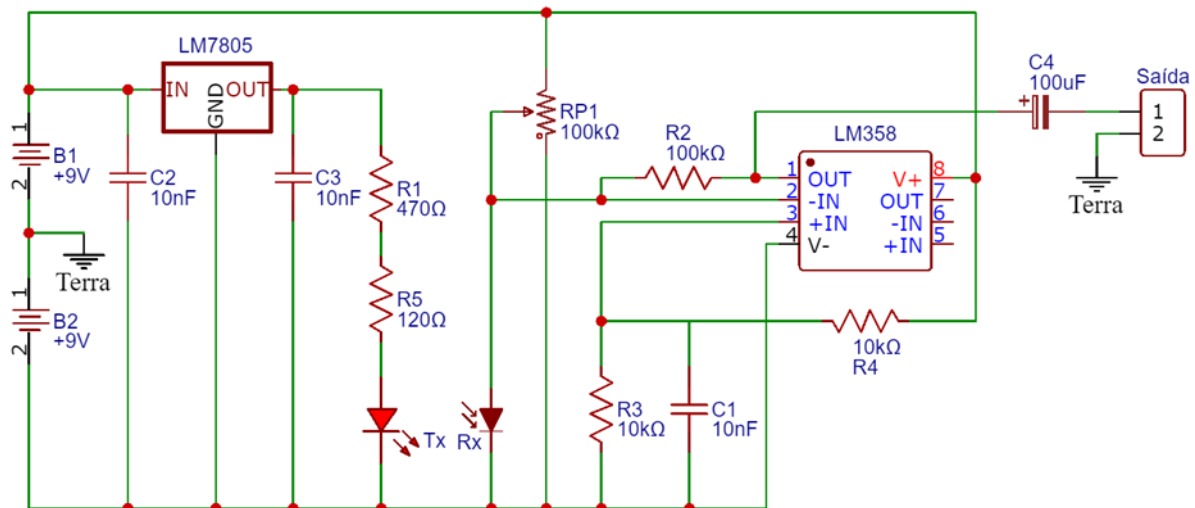 LM7805
IN
OUT
GND
1
B1
+9V
2
Terra
1
B2
+9V
2
C2
10nF
C3
10nF
R1
470Ω
R5
120Ω
Tx
Rx
RP1
100kΩ
R2
100kΩ
LM358
1
OUT
2
-IN
3
+IN
4
V-
8
V+
7
OUT
6
-IN
5
+IN
C4
100uF
+
Saída
1
2
Terra
R3
10kΩ
C1
10nF
10kΩ
R4